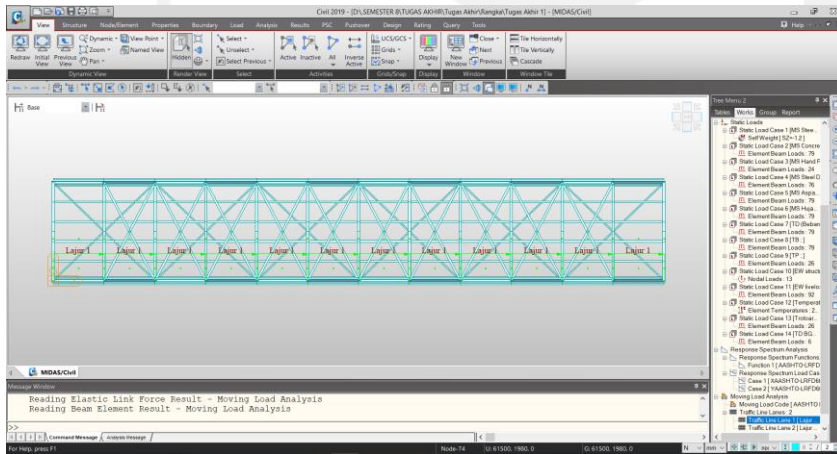 Civil 2019 - [D:\SEMESTER 8\TUGAS AKHIR\Tugas Akhir\Rangka\Tugas Akhir 1] - [MIDAS/Civil]
View Structure Node/Element Properties Boundary Load Analysis Results PSC Pushover Design Rating Query Tools Help
Redraw Initial View Previous View
Dynamic View Point
Zoom Named View
Pan
Hidden
Select
Unselect
Select Previous
Active Inactive All Inverse Active
UCS/GCS
Grids
Snap
Display
New Window
Close
Next
Previous
Tile Horizontally
Tile Vertically
Cascade
Dynamic View Render View Select Activities Grids/Snap Display Window Window Tile
Base
Lajur 1 Lajur 1 Lajur 1 Lajur 1 Lajur 1 Lajur 1 Lajur 1 Lajur 1 Lajur 1 Lajur 1 Lajur 1 Lajur 1
Tree Menu 2
Tables Works Group Report
Static Loads
Static Load Case 1 [MS Stee...
Self Weight [ SZ=-1.2 ]
Static Load Case 2 [MS Concre
Element Beam Loads : 79
Static Load Case 3 [MS Hand F
Element Beam Loads : 24
Static Load Case 4 [MS Steel D
Element Beam Loads : 76
Static Load Case 5 [MS Aspa...
Element Beam Loads : 79
Static Load Case 6 [MS Huja...
Element Beam Loads : 79
Static Load Case 7 [TD (Beban
Element Beam Loads : 79
Static Load Case 8 [TB ; ]
Element Beam Loads : 79
Static Load Case 9 [TP ; ]
Element Beam Loads : 26
Static Load Case 10 [EW struct
Nodal Loads : 13
Static Load Case 11 [EW livelo
Element Beam Loads : 92
Static Load Case 12 [Temperat
Element Temperatures : 2...
Static Load Case 13 [Trotoar...
Element Beam Loads : 26
Static Load Case 14 [TD BG...
Element Beam Loads : 6
Response Spectrum Analysis
Response Spectrum Functions
Function 1 [ AASHTO-LRFD
Response Spectrum Load Cas
Case 1 [ XAASHTO-LRFD8
Case 2 [ YAASHTO-LRFD8
Moving Load Analysis
Moving Load Code [ AASHTO
Traffic Line Lanes : 2
Traffic Line Lane 1 [ Lajur ...
Traffic Line Lane 2 [ Lajur ...
MIDAS/Civil
Message Window
Reading Elastic Link Force Result - Moving Load Analysis
Reading Beam Element Result - Moving Load Analysis
>>
Command Message Analysis Message
For Help, press F1 Node-74 U: 61500, 1980, 0 G: 61500, 1980, 0 N mm